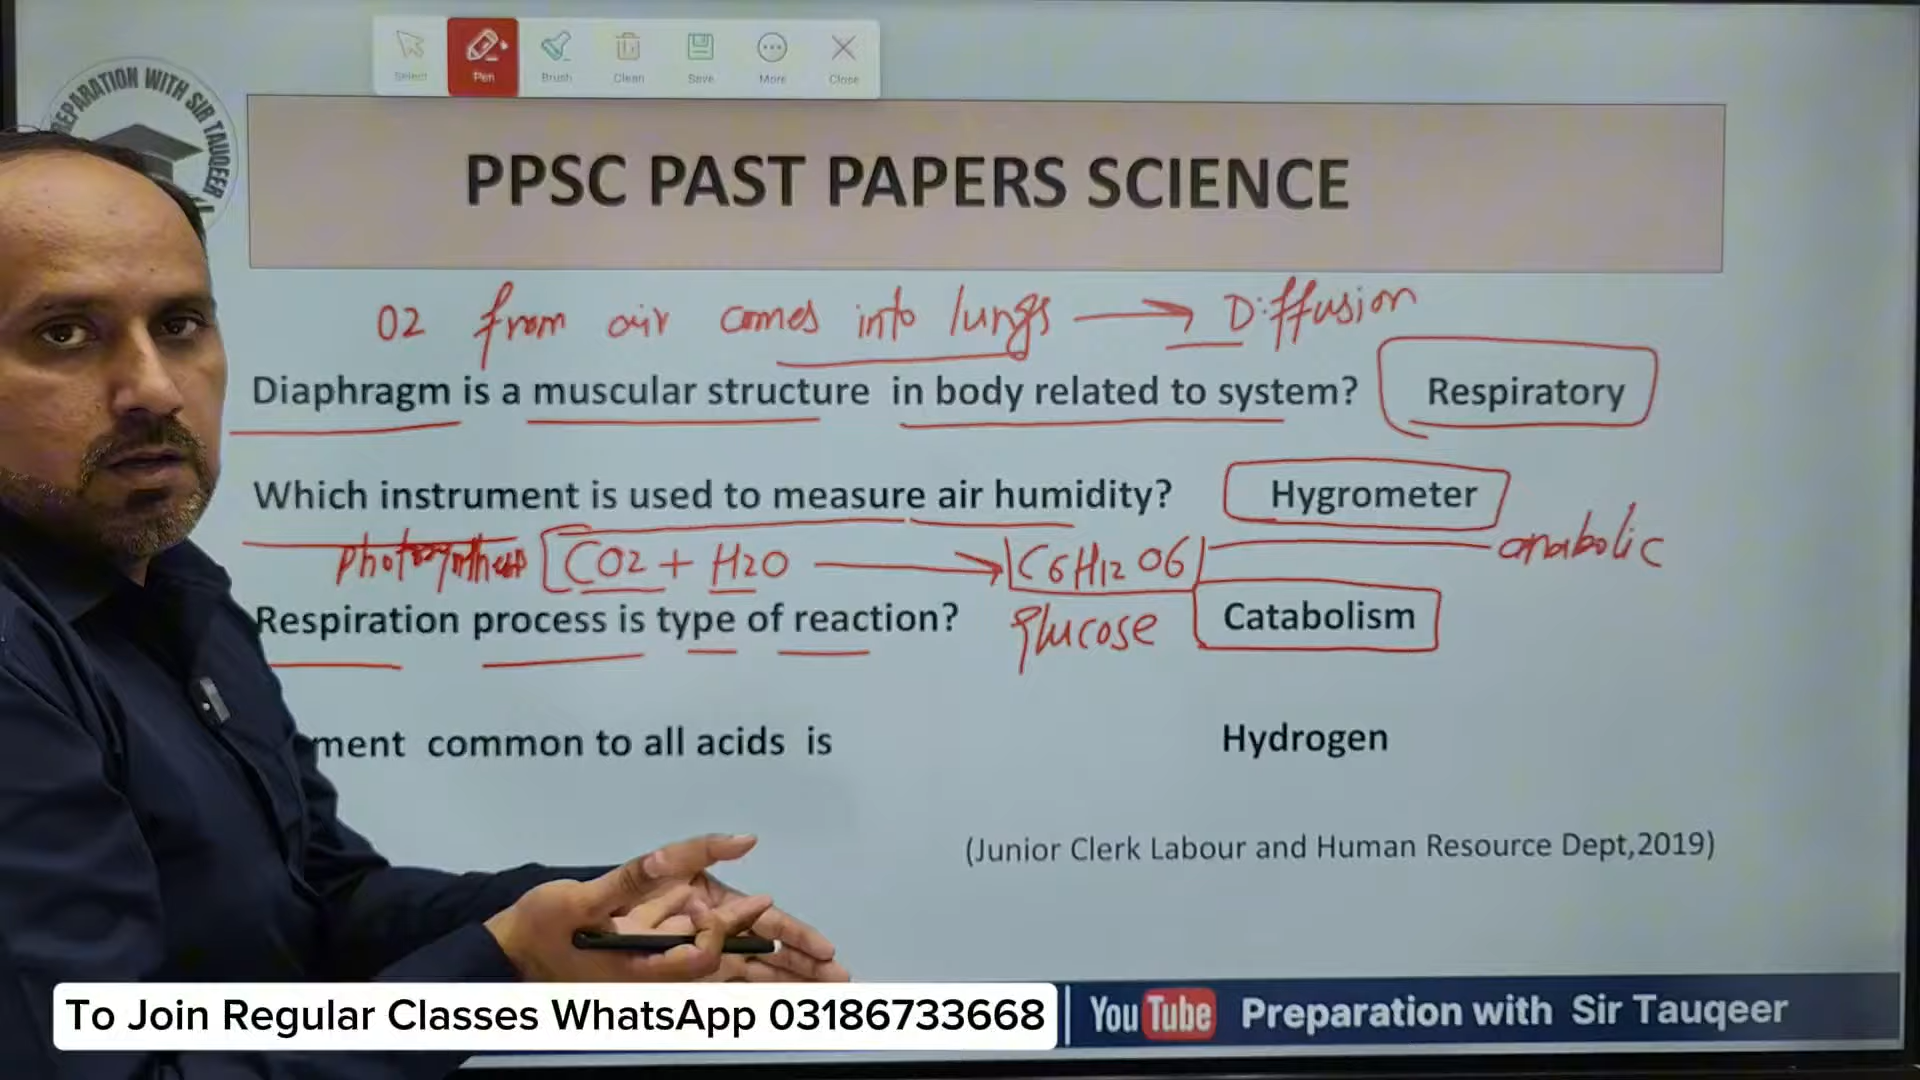 Select Pen Brush Clean Save More Close
PREPARATION WITH SIR TAUQEER
PPSC PAST PAPERS SCIENCE
O2 from air comes into lungs → Diffusion
Diaphragm is a muscular structure in body related to system? Respiratory
Which instrument is used to measure air humidity? Hygrometer
Photosynthesis CO2 + H2O → C6H12O6 anabolic
Respiration process is type of reaction? glucose Catabolism
ment common to all acids is Hydrogen
(Junior Clerk Labour and Human Resource Dept,2019)
To Join Regular Classes WhatsApp 03186733668 YouTube Preparation with Sir Tauqeer